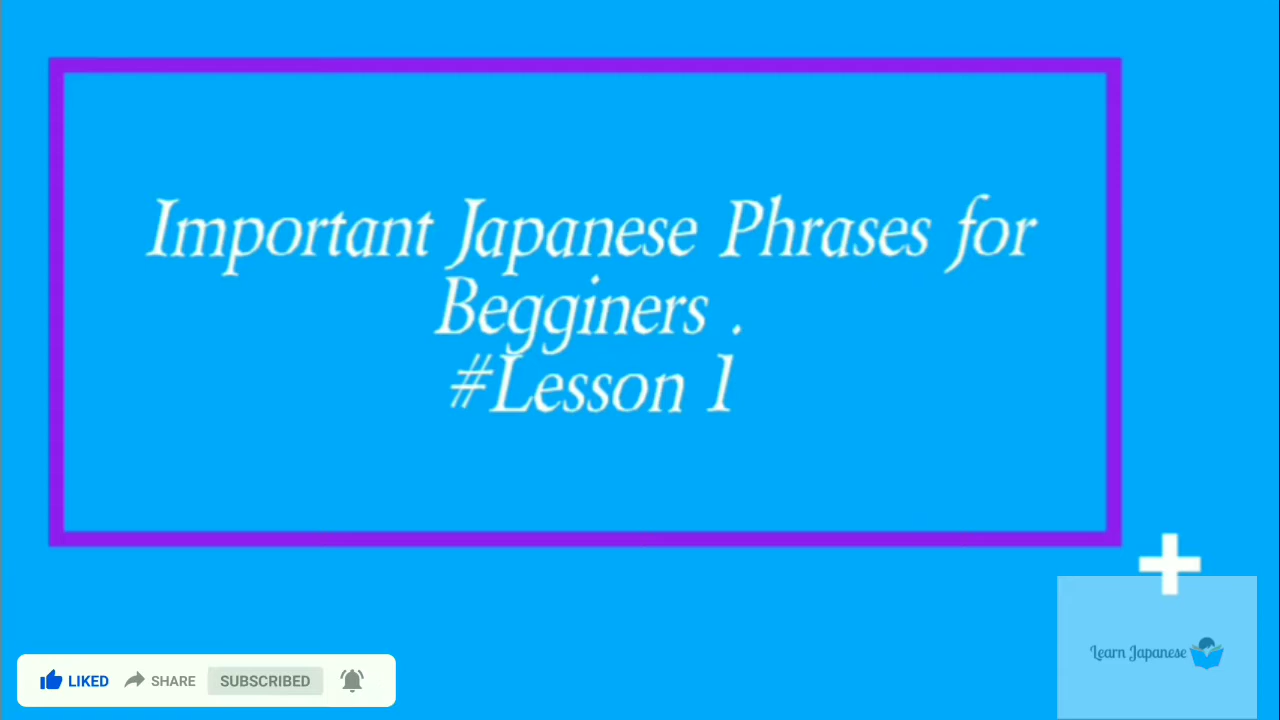 Important Japanese Phrases for
Begginers .
#Lesson 1
Learn Japanese
LIKED SHARE SUBSCRIBED